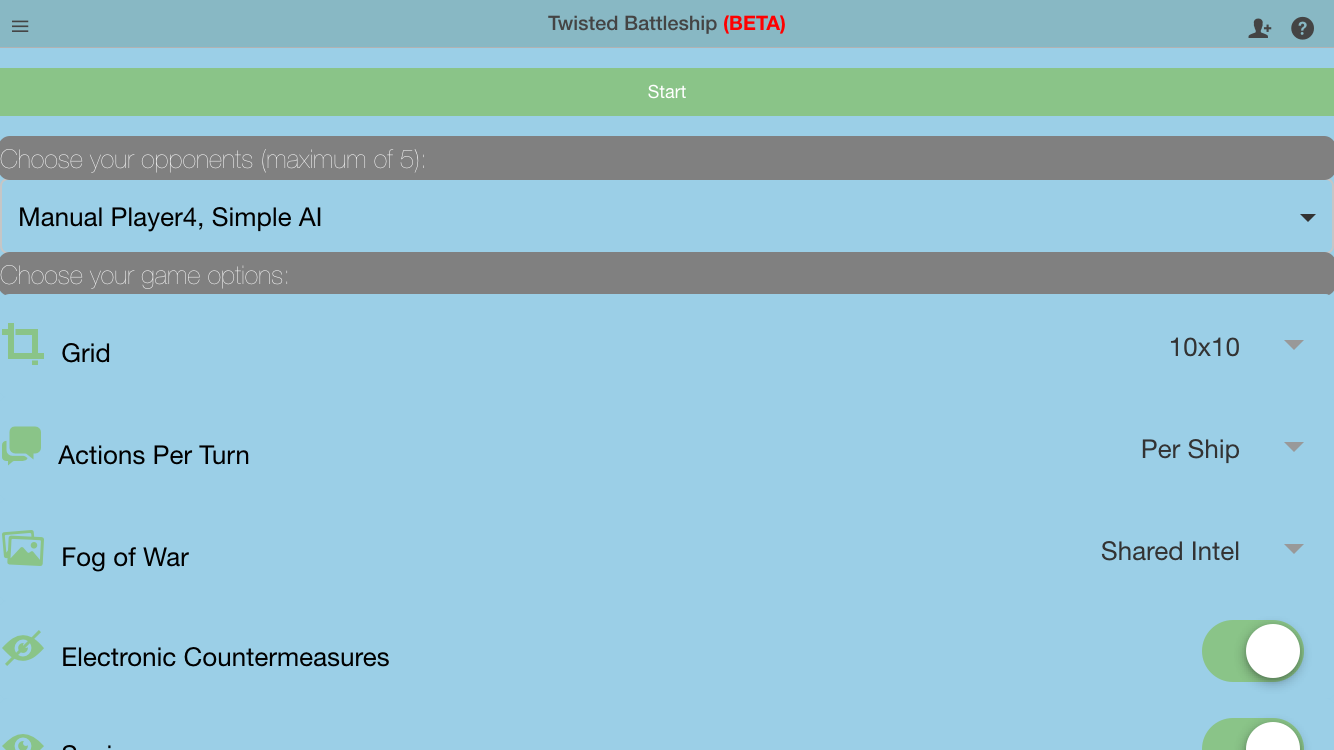 Twisted Battleship (BETA)
Start
Choose your opponents (maximum of 5):
Manual Player4, Simple AI
Choose your game options:
Grid 10x10
Actions Per Turn Per Ship
Fog of War Shared Intel
Electronic Countermeasures